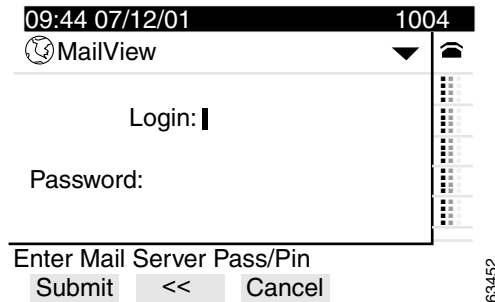 09:44 07/12/01 1004
MailView
Login:
Password:
Enter Mail Server Pass/Pin
Submit << Cancel
63452